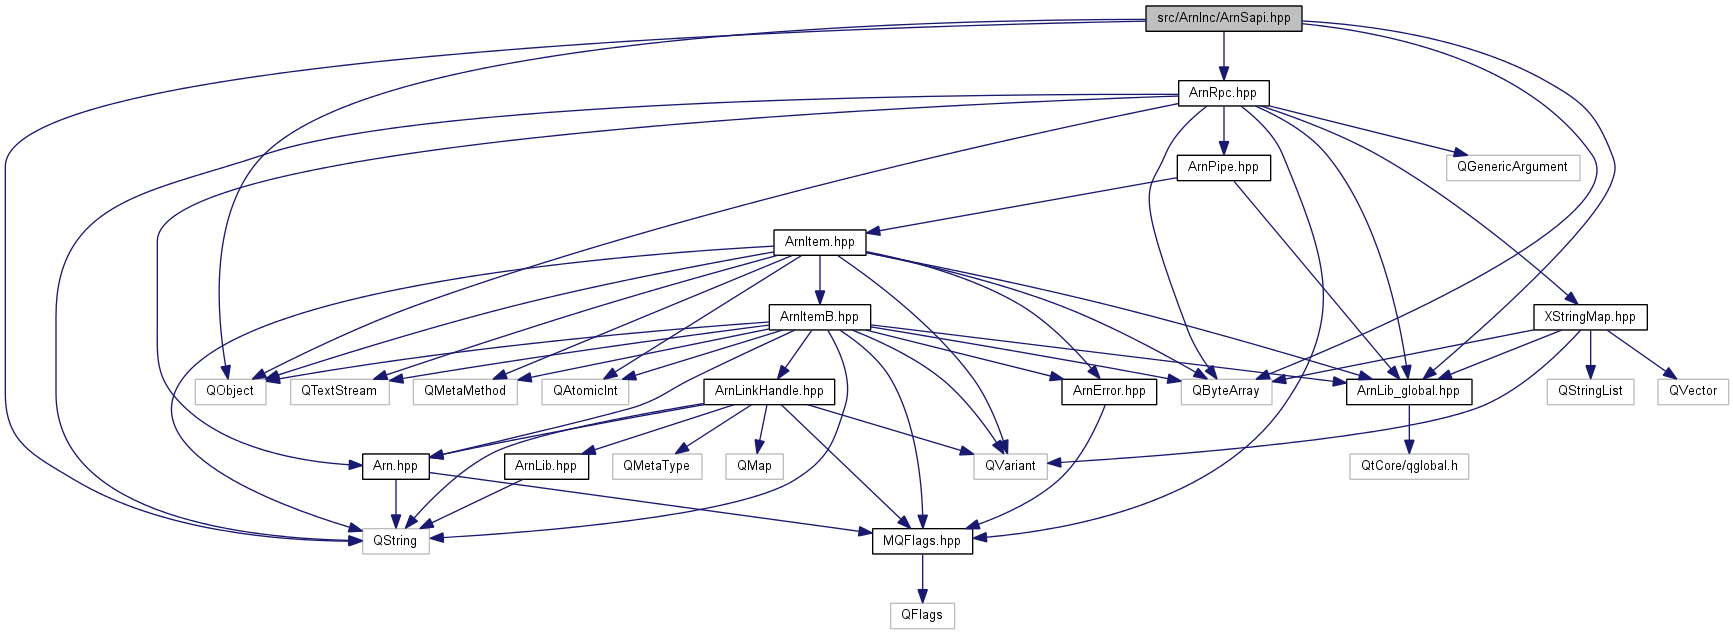 src/ArnInc/ArnSapi.hpp
ArnRpc.hpp
ArnPipe.hpp
QGenericArgument
ArnItem.hpp
ArnItemB.hpp
XStringMap.hpp
QObject
QTextStream
QMetaMethod
QAtomicInt
ArnLinkHandle.hpp
ArnError.hpp
QByteArray
ArnLib_global.hpp
QStringList
QVector
Arn.hpp
ArnLib.hpp
QMetaType
QMap
QVariant
QtCore/qglobal.h
QString
MQFlags.hpp
QFlags